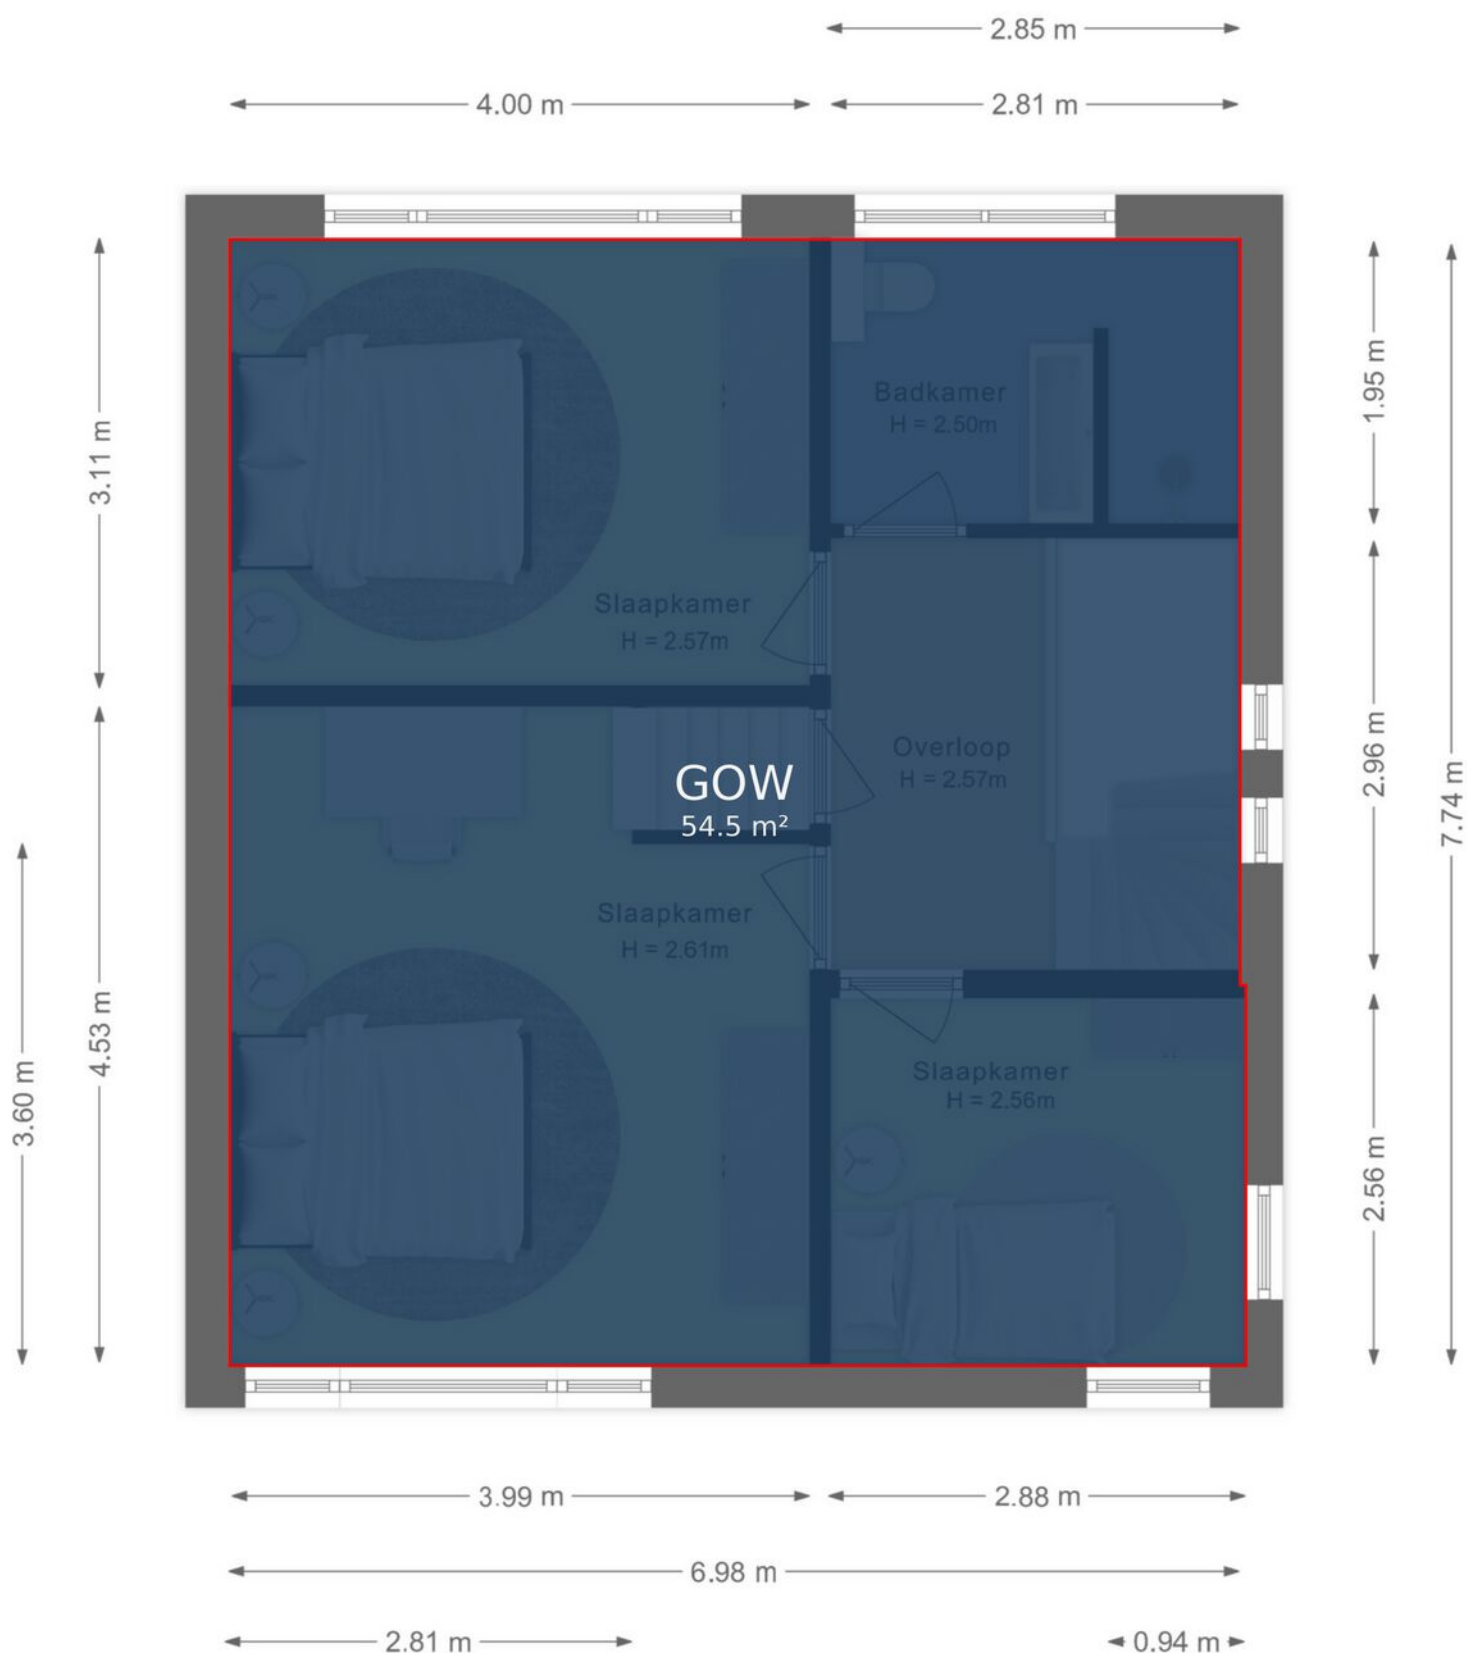 2.85 m
4.00 m
2.81 m
3.11 m
1.95 m
Badkamer
H = 2.50m
Slaapkamer
H = 2.57m
Overloop
H = 2.57m
GOW
54.5 m²
2.96 m
7.74 m
Slaapkamer
H = 2.61m
4.53 m
3.60 m
Slaapkamer
H = 2.56m
2.56 m
3.99 m
2.88 m
6.98 m
2.81 m
0.94 m